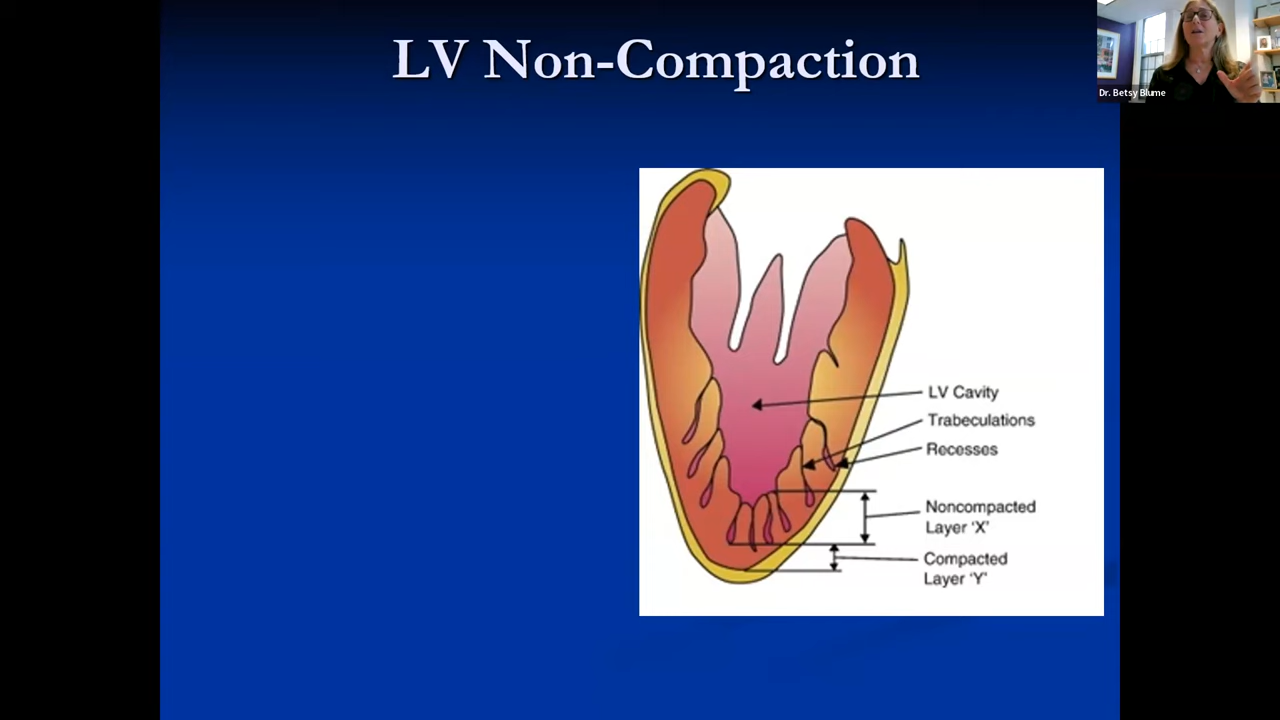 LV Non-Compaction
Dr. Betsy Blume
LV Cavity
Trabeculations
Recesses
Noncompacted
Layer ‘X’
Compacted
Layer ‘Y’